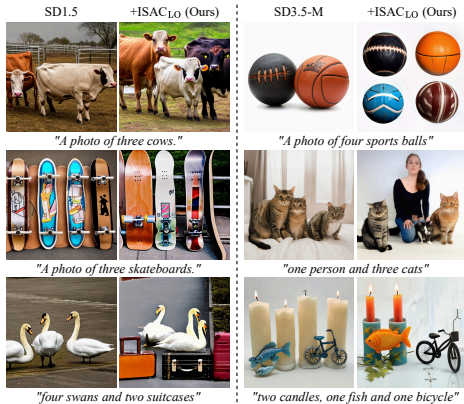 SD1.5 +ISAC_LO (Ours) SD3.5-M +ISAC_LO (Ours)
"A photo of three cows." "A photo of four sports balls"
"A photo of three skateboards." "one person and three cats"
"four swans and two suitcases" "two candles, one fish and one bicycle"